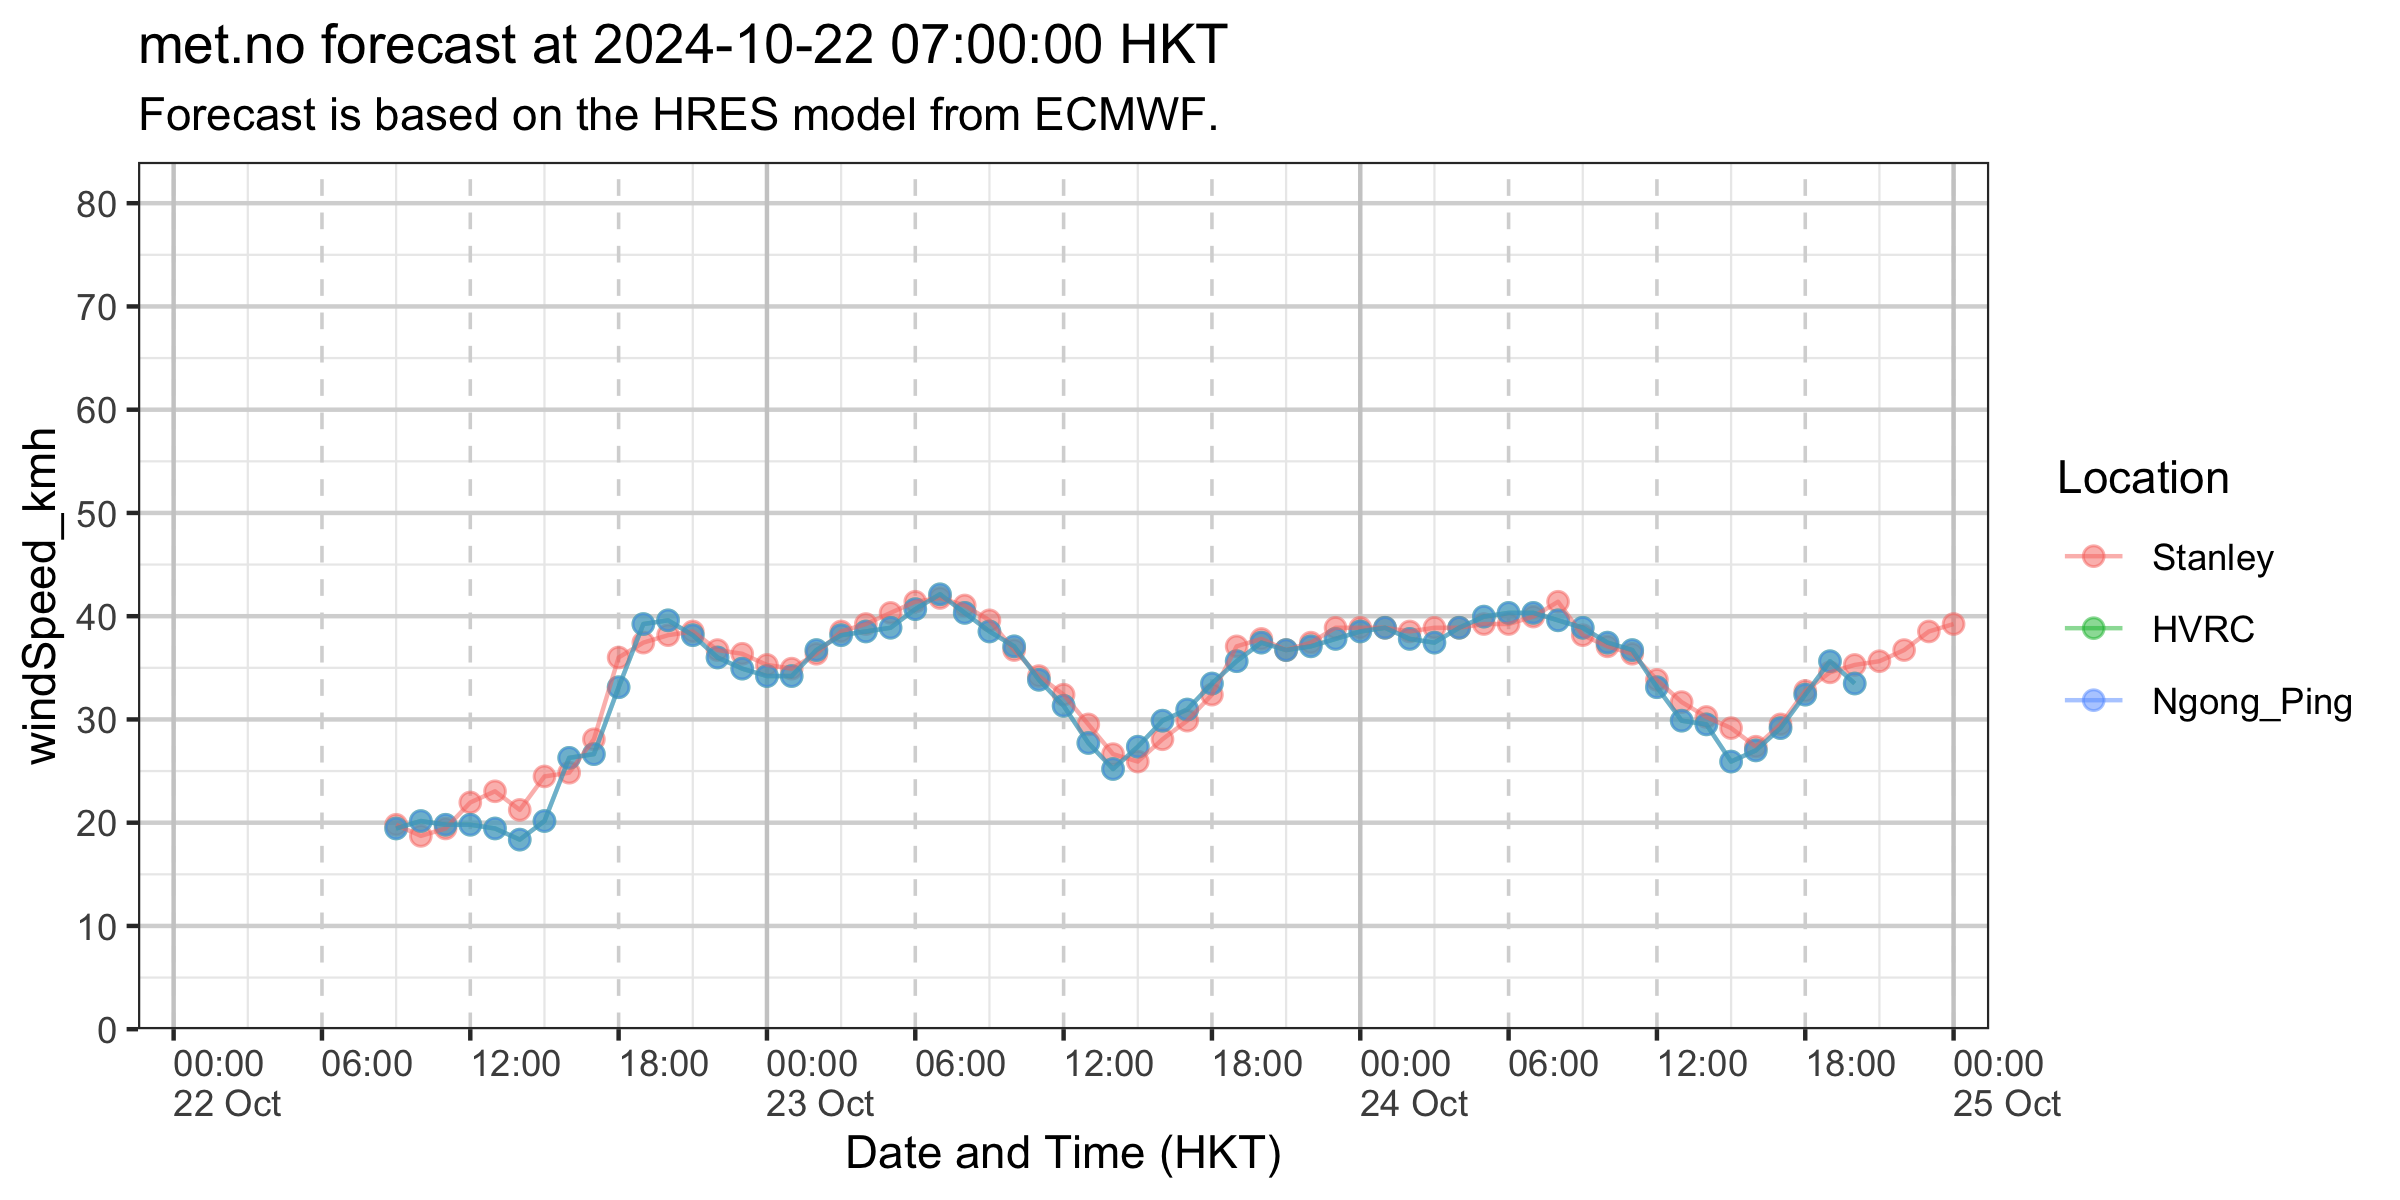 met.no forecast at 2024-10-22 07:00:00 HKT
Forecast is based on the HRES model from ECMWF.
windSpeed_kmh
80
70
60
50
40
30
20
10
0
00:00 06:00 12:00 18:00 00:00 06:00 12:00 18:00 00:00 06:00 12:00 18:00 00:00
22 Oct 23 Oct 24 Oct 25 Oct
Date and Time (HKT)
Location
Stanley
HVRC
Ngong_Ping